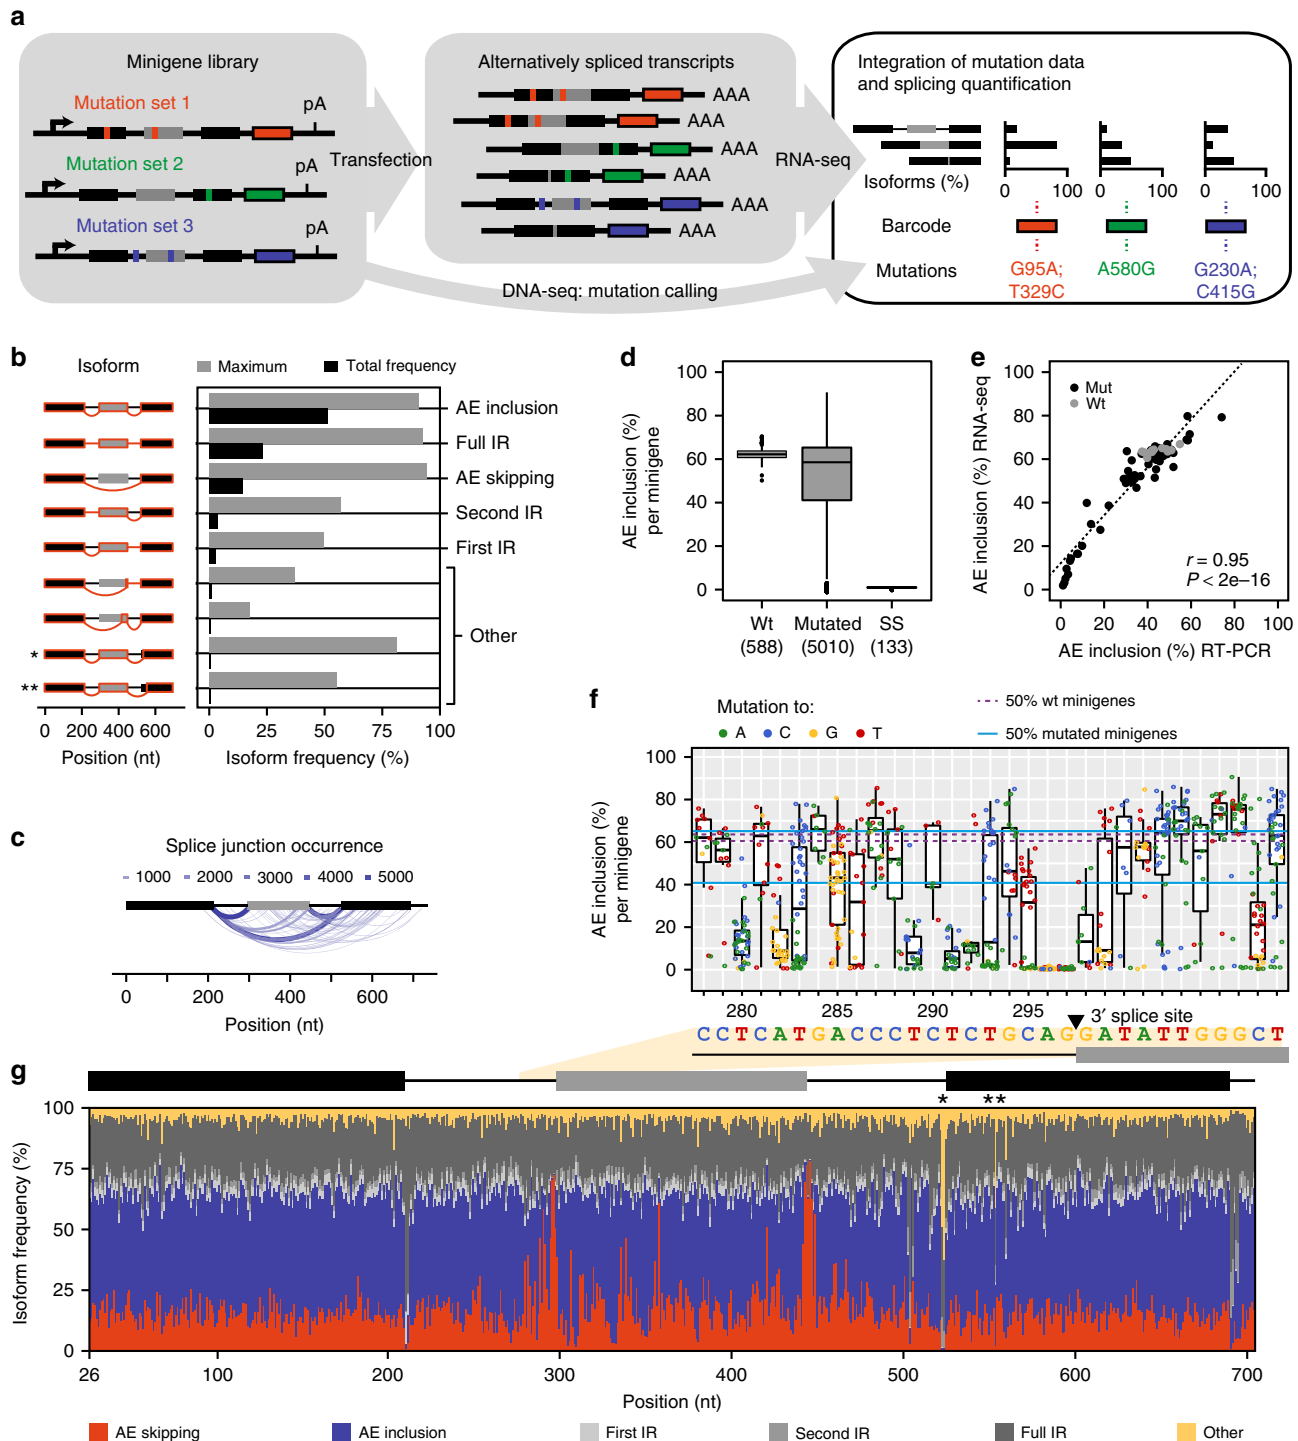 a
Minigene library
Mutation set 1
pA
Mutation set 2
pA
Mutation set 3
pA
Transfection
Alternatively spliced transcripts
AAA
AAA
AAA
AAA
AAA
AAA
RNA-seq
DNA-seq: mutation calling
Integration of mutation data
and splicing quantification
Isoforms (%)
0 100 0 100 0 100
Barcode
Mutations
G95A;
T329C
A580G
G230A;
C415G
b
Isoform
Maximum
Total frequency
AE inclusion
Full IR
AE skipping
Second IR
First IR
Other
*
**
0 200 400 600
Position (nt)
0 25 50 75 100
Isoform frequency (%)
c
Splice junction occurrence
1000 2000 3000 4000 5000
0 200 400 600
Position (nt)
d
AE inclusion (%)
per minigene
100
80
60
40
20
0
Wt
(588)
Mutated
(5010)
SS
(133)
e
AE inclusion (%) RNA-seq
100
80
60
40
20
0
Mut
Wt
r = 0.95
P < 2e−16
0 20 40 60 80 100
AE inclusion (%) RT-PCR
f
Mutation to:
A C G T
50% wt minigenes
50% mutated minigenes
AE inclusion (%)
per minigene
100
80
60
40
20
0
280 285 290 295
3′ splice site
CCTCATGACCCTCTCTGCAGGATATTGGGCT
g
*
**
Isoform frequency (%)
100
75
50
25
0
26 100 200 300 400 500 600 700
Position (nt)
AE skipping
AE inclusion
First IR
Second IR
Full IR
Other